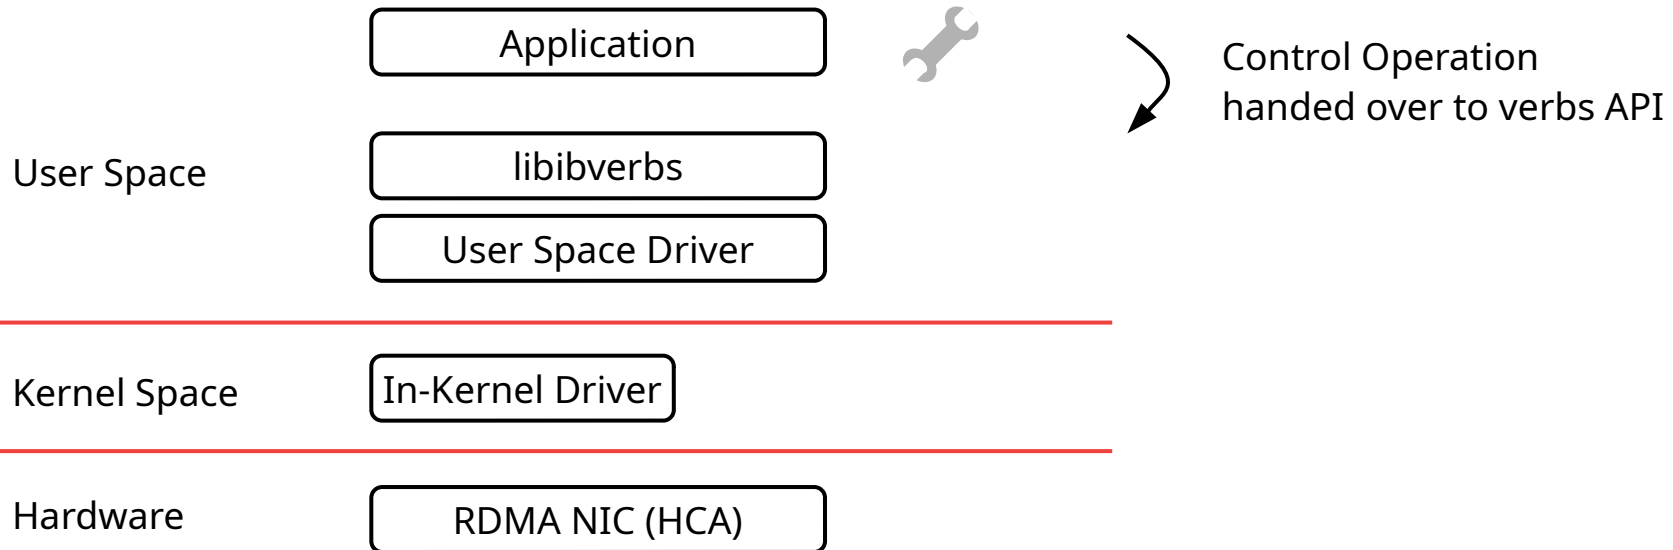 Application
Control Operation
handed over to verbs API
User Space
libibverbs
User Space Driver
Kernel Space
In-Kernel Driver
Hardware
RDMA NIC (HCA)